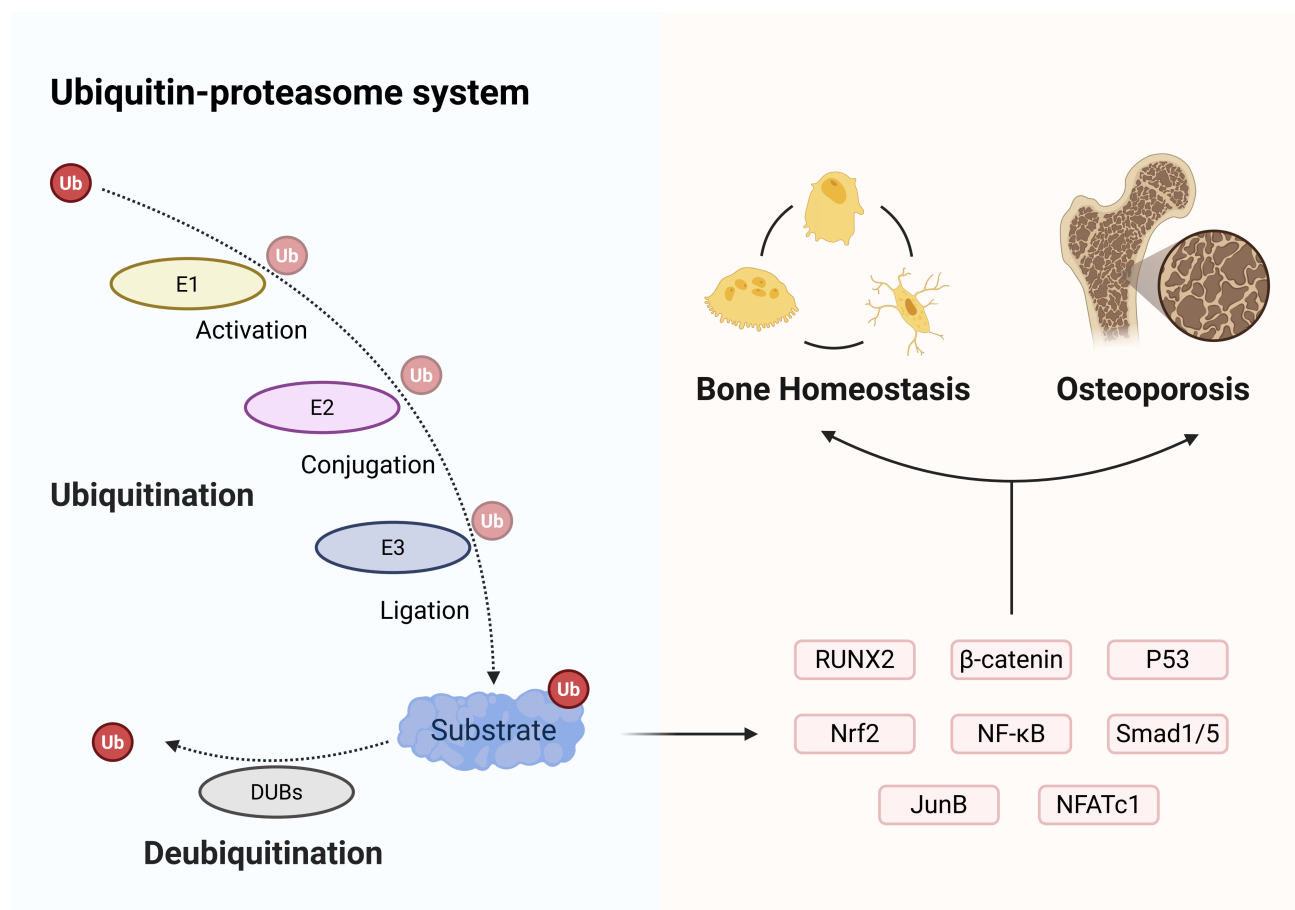 Ubiquitin-proteasome system
Ub
Ub
E1
Activation
Ub
E2
Conjugation
Ubiquitination
Ub
E3
Ligation
Ub
Substrate
Ub
DUBs
Deubiquitination
Bone Homeostasis
Osteoporosis
RUNX2
β-catenin
P53
Nrf2
NF-κB
Smad1/5
JunB
NFATc1